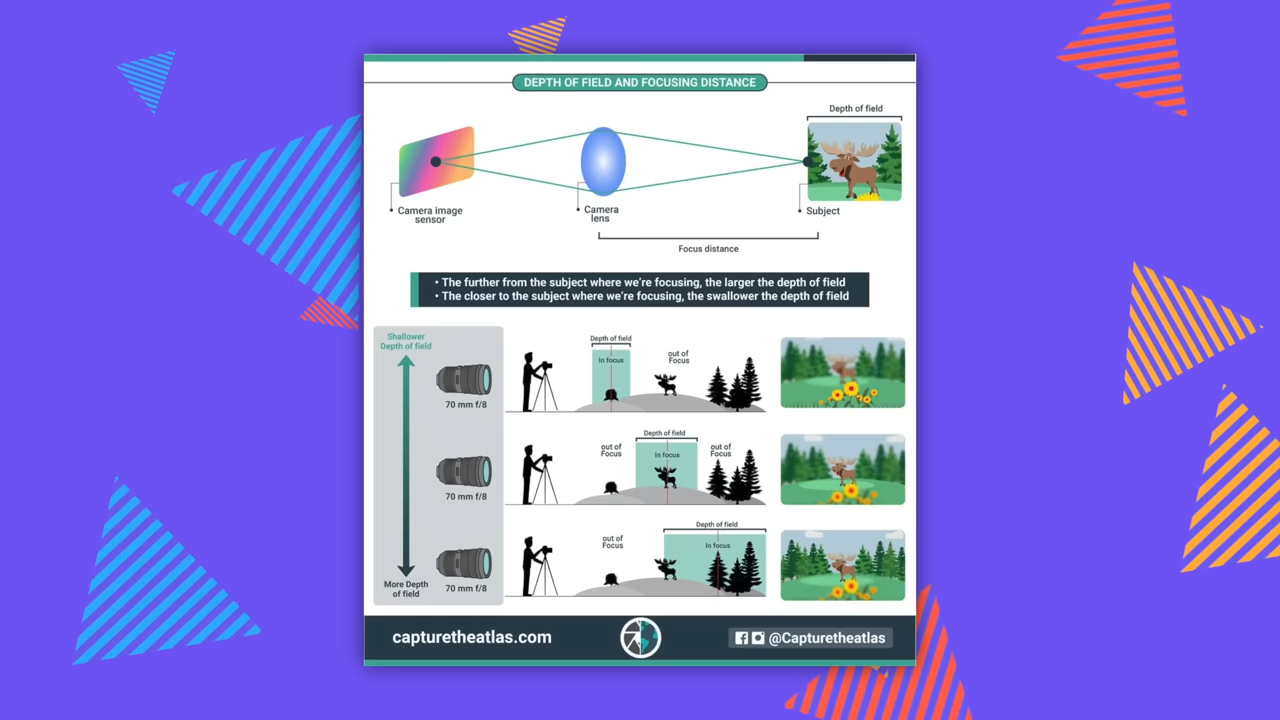 DEPTH OF FIELD AND FOCUSING DISTANCE
Depth of field
Camera image
sensor
Camera
lens
Subject
Focus distance
• The further from the subject where we're focusing, the larger the depth of field
• The closer to the subject where we're focusing, the swallower the depth of field
Shallower
Depth of field
70 mm f/8
Depth of field
In focus
out of
Focus
70 mm f/8
out of
Focus
Depth of field
In focus
out of
Focus
More Depth
of field
70 mm f/8
out of
Focus
Depth of field
In focus
capturetheatlas.com
@Capturetheatlas